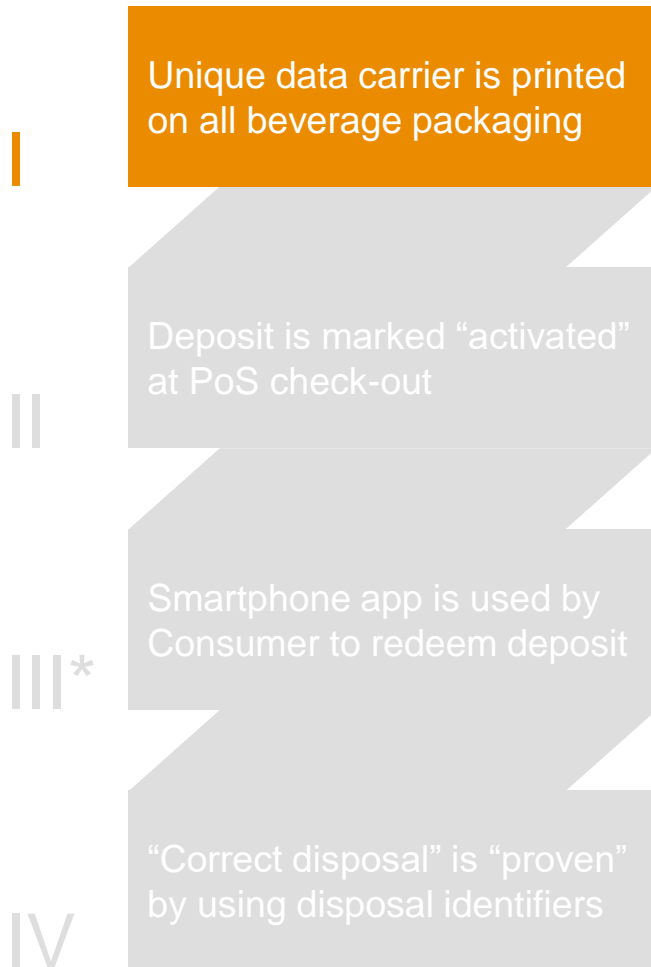 I
Unique data carrier is printed
on all beverage packaging
II
Deposit is marked “activated”
at PoS check-out
III*
Smartphone app is used by
Consumer to redeem deposit
IV
“Correct disposal” is “proven”
by using disposal identifiers